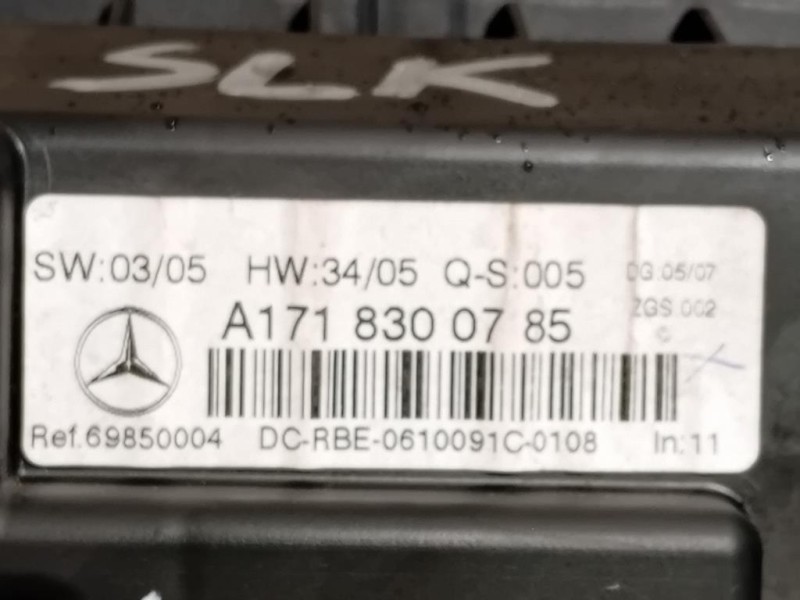 SLK
SW:03/05 HW:34/05 Q-S:005 DG:05/07
A171 830 07 85 ZGS:002
©
Ref.69850004 DC-RBE-0610091C-0108 In:11